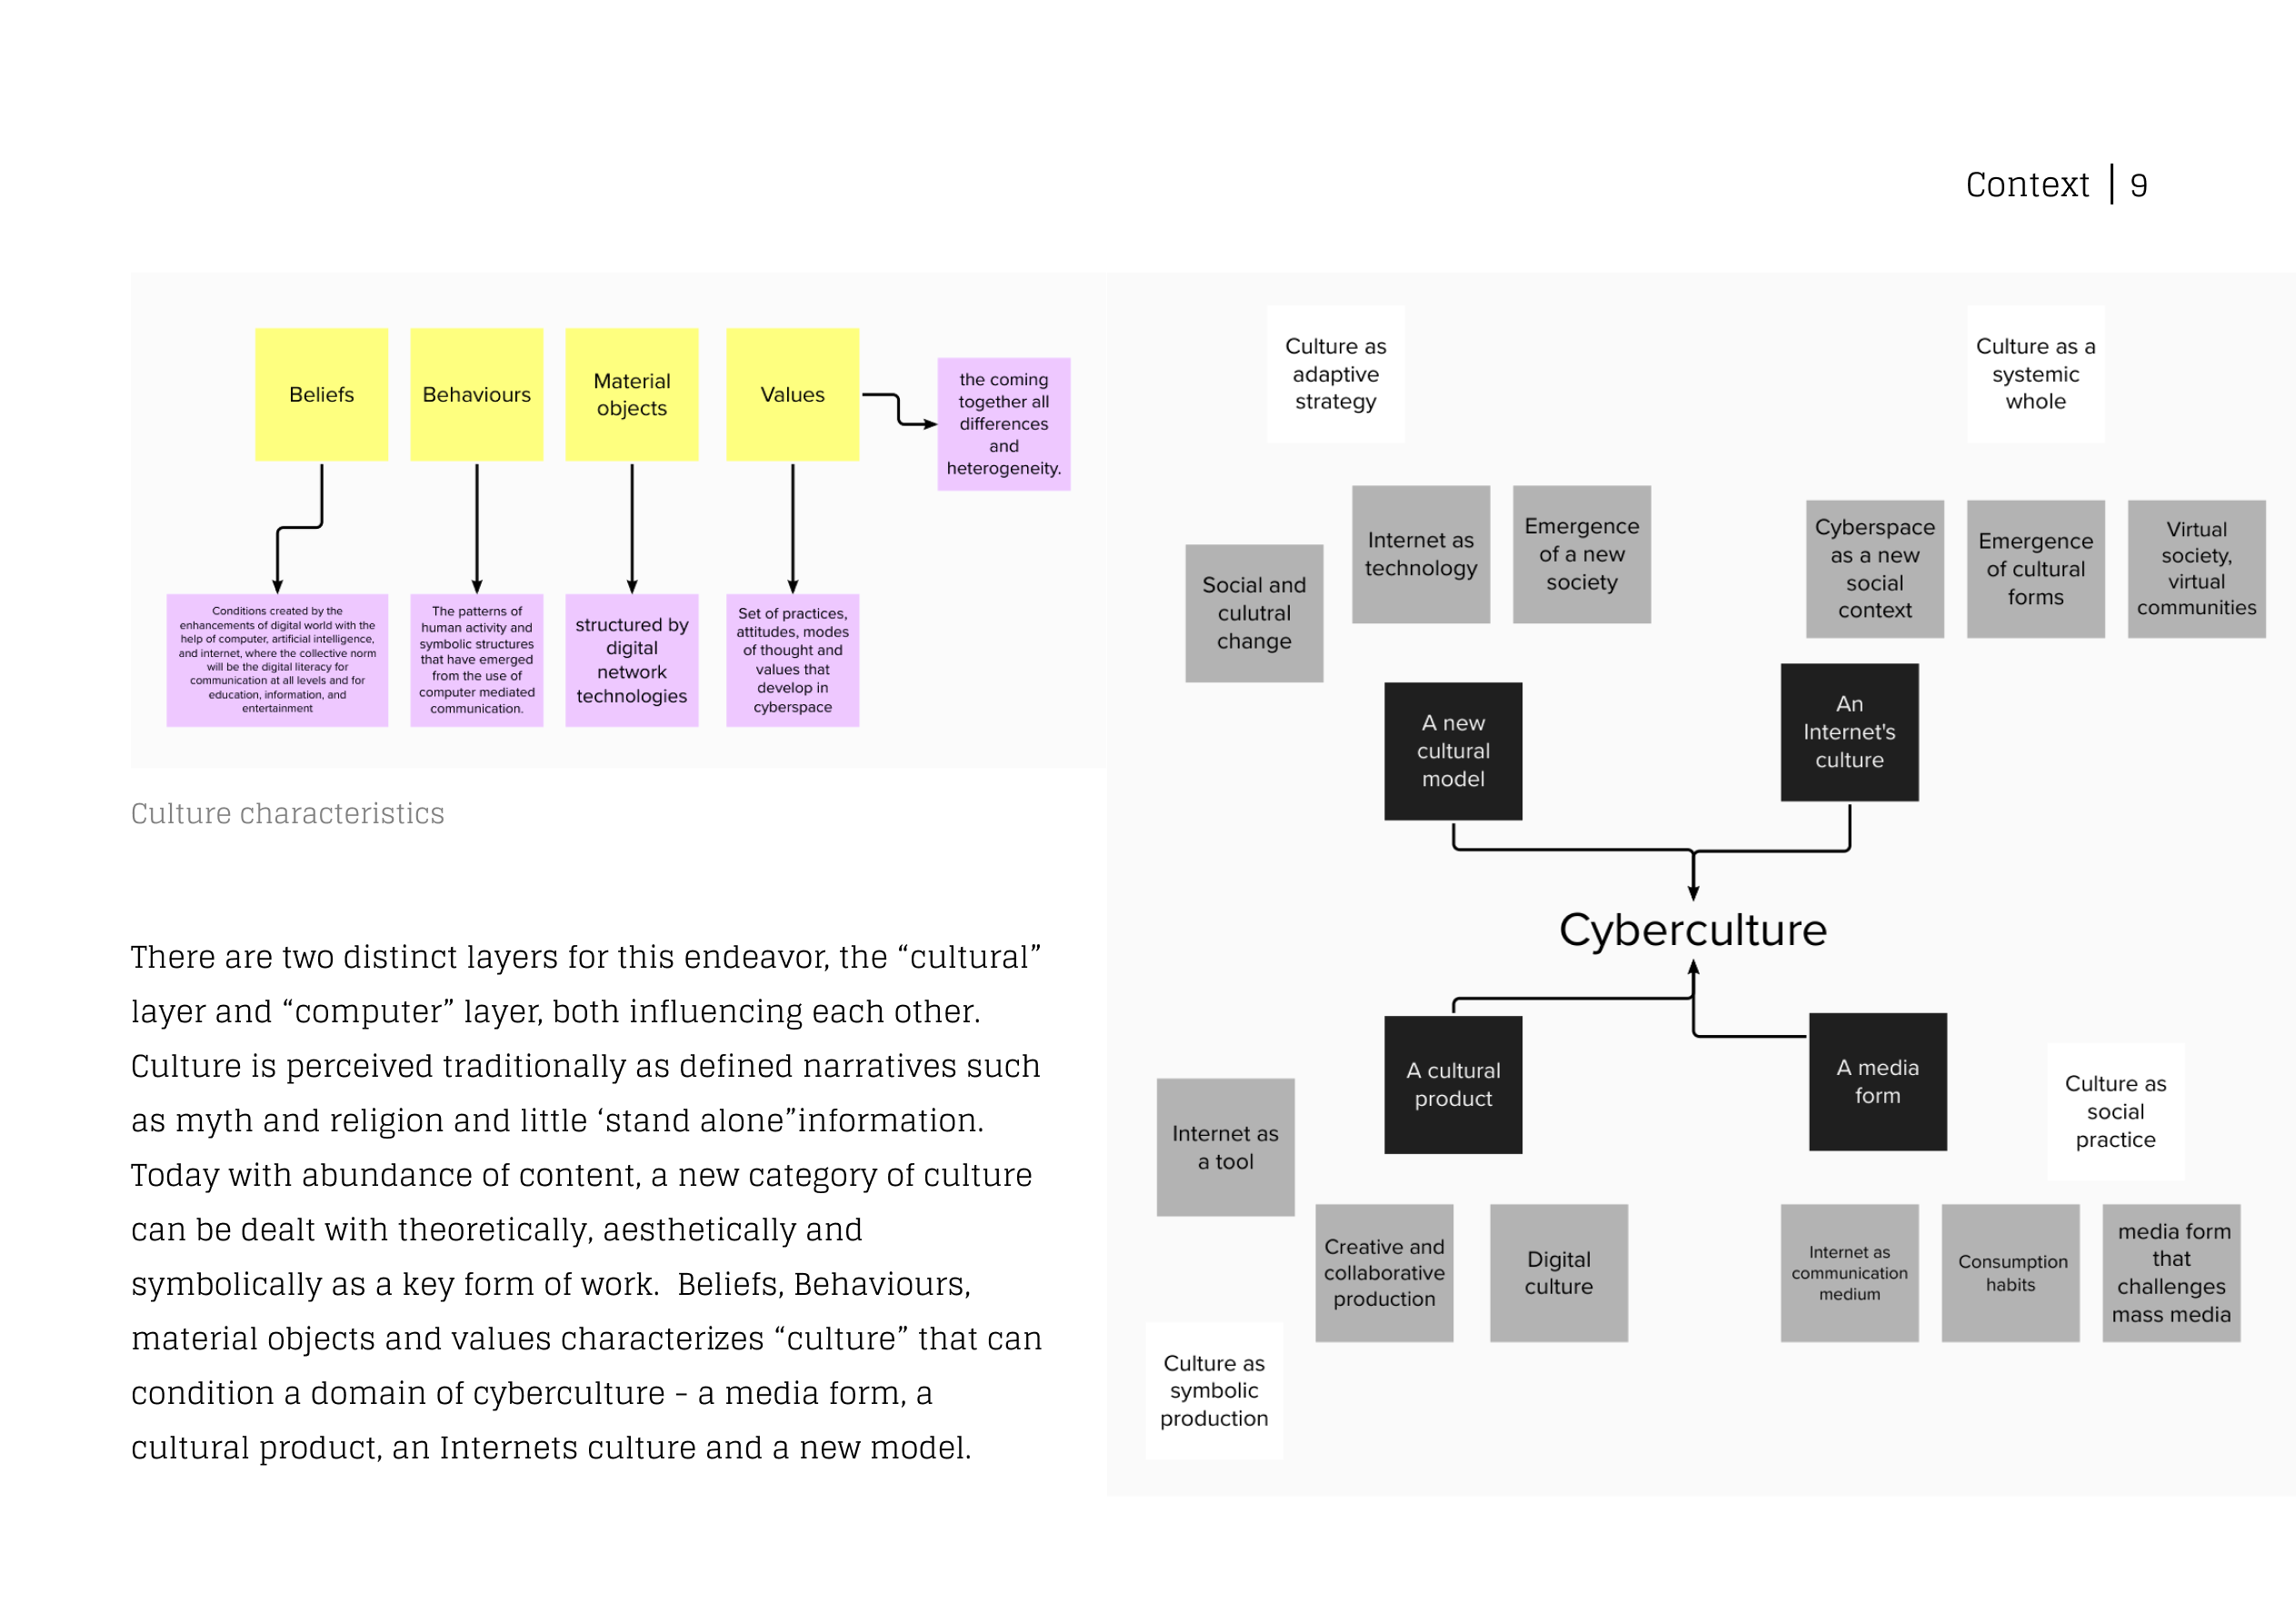 Context | 9
Beliefs
Behaviours
Material
objects
Values
the coming
together all
differences
and
heterogeneity.
Conditions created by the
enhancements of digital world with the
help of computer, artificial intelligence,
and internet, where the collective norm
will be the digital literacy for
communication at all levels and for
education, information, and
entertainment
The patterns of
human activity and
symbolic structures
that have emerged
from the use of
computer mediated
communication.
structured by
digital
network
technologies
Set of practices,
attitudes, modes
of thought and
values that
develop in
cyberspace
Culture characteristics
There are two distinct layers for this endeavor, the “cultural”
layer and “computer” layer, both influencing each other.
Culture is perceived traditionally as defined narratives such
as myth and religion and little ‘stand alone”information.
Today with abundance of content, a new category of culture
can be dealt with theoretically, aesthetically and
symbolically as a key form of work.  Beliefs, Behaviours,
material objects and values characterizes “culture” that can
condition a domain of cyberculture - a media form, a
cultural product, an Internets culture and a new model.
Culture as
adaptive
strategy
Culture as a
systemic
whole
Social and
culutral
change
Internet as
technology
Emergence
of a new
society
Cyberspace
as a new
social
context
Emergence
of cultural
forms
Virtual
society,
virtual
communities
A new
cultural
model
An
Internet's
culture
Cyberculture
A cultural
product
A media
form
Culture as
social
practice
Internet as
a tool
Creative and
collaborative
production
Digital
culture
Internet as
communication
medium
Consumption
habits
media form
that
challenges
mass media
Culture as
symbolic
production